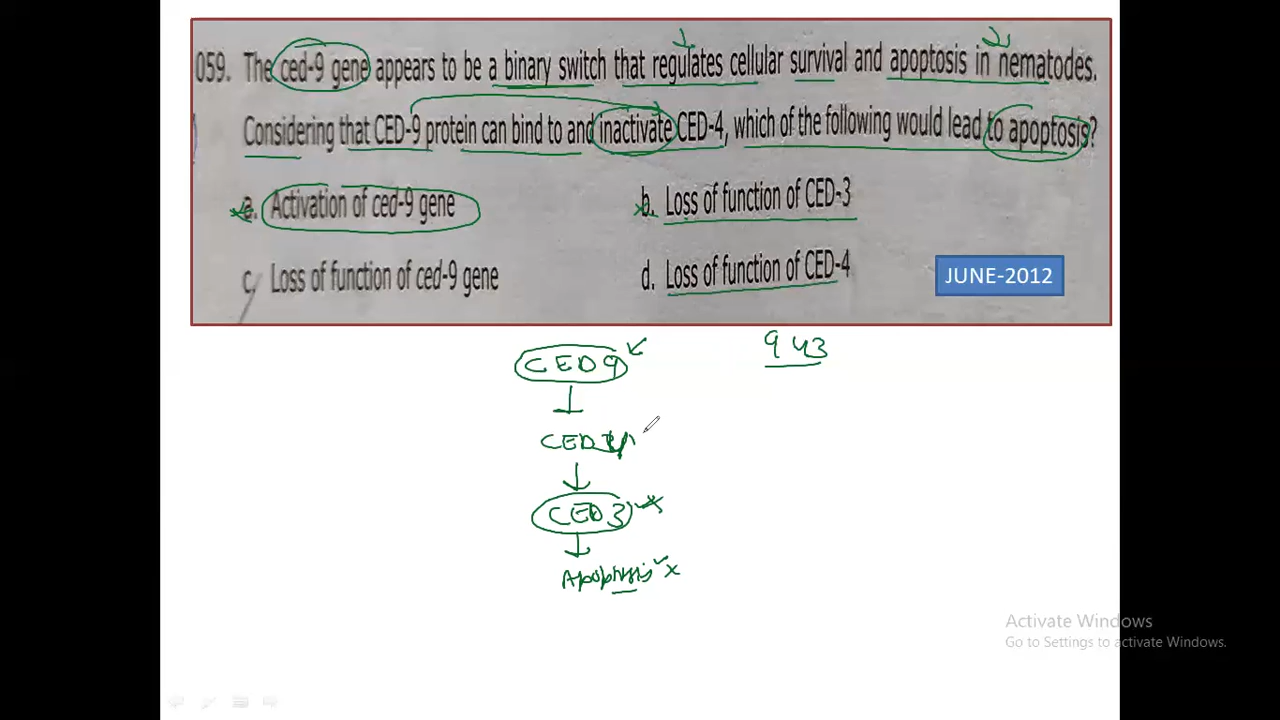 059. The ced-9 gene appears to be a binary switch that regulates cellular survival and apoptosis in nematodes.
Considering that CED-9 protein can bind to and inactivate CED-4, which of the following would lead to apoptosis?
a. Activation of ced-9 gene
b. Loss of function of CED-3
c. Loss of function of ced-9 gene
d. Loss of function of CED-4
JUNE-2012
CED9
943
CED
CED3
Apoptosis
Activate Windows
Go to Settings to activate Windows.